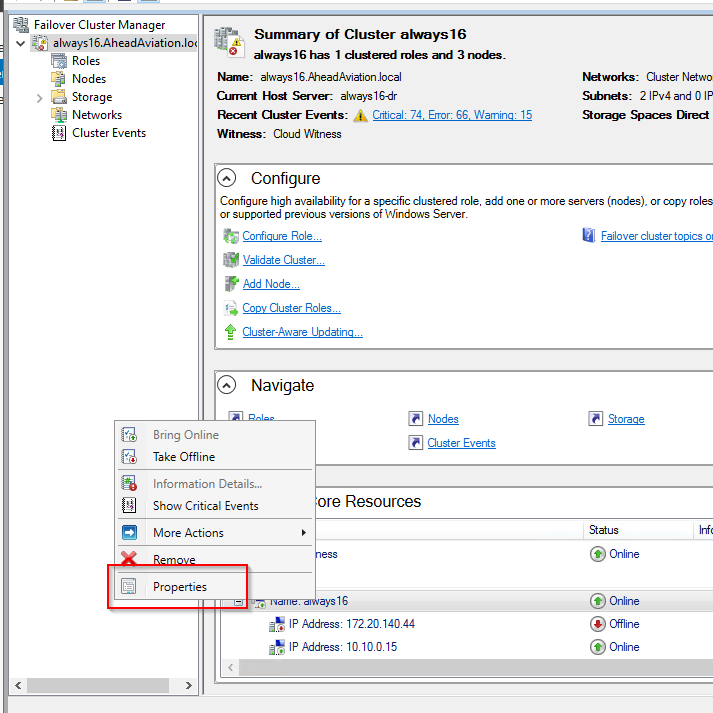 Failover Cluster Manager
always16.AheadAviation.loc
Roles
Nodes
Storage
Networks
Cluster Events
Summary of Cluster always16
always16 has 1 clustered roles and 3 nodes.
Name: always16.AheadAviation.local
Networks: Cluster Netwo
Current Host Server: always16-dr
Subnets: 2 IPv4 and 0 IP
Recent Cluster Events: Critical: 74, Error: 66, Warning: 15
Storage Spaces Direct
Witness: Cloud Witness
Configure
Configure high availability for a specific clustered role, add one or more servers (nodes), or copy roles
or supported previous versions of Windows Server.
Configure Role...
Failover cluster topics o
Validate Cluster...
Add Node...
Copy Cluster Roles...
Cluster-Aware Updating...
Navigate
Roles
Nodes
Storage
Cluster Events
Bring Online
Take Offline
Information Details...
Show Critical Events
More Actions
Remove
Properties
Core Resources
Status
Info
ness
Online
Name: always16
Online
IP Address: 172.20.140.44
Offline
IP Address: 10.10.0.15
Online